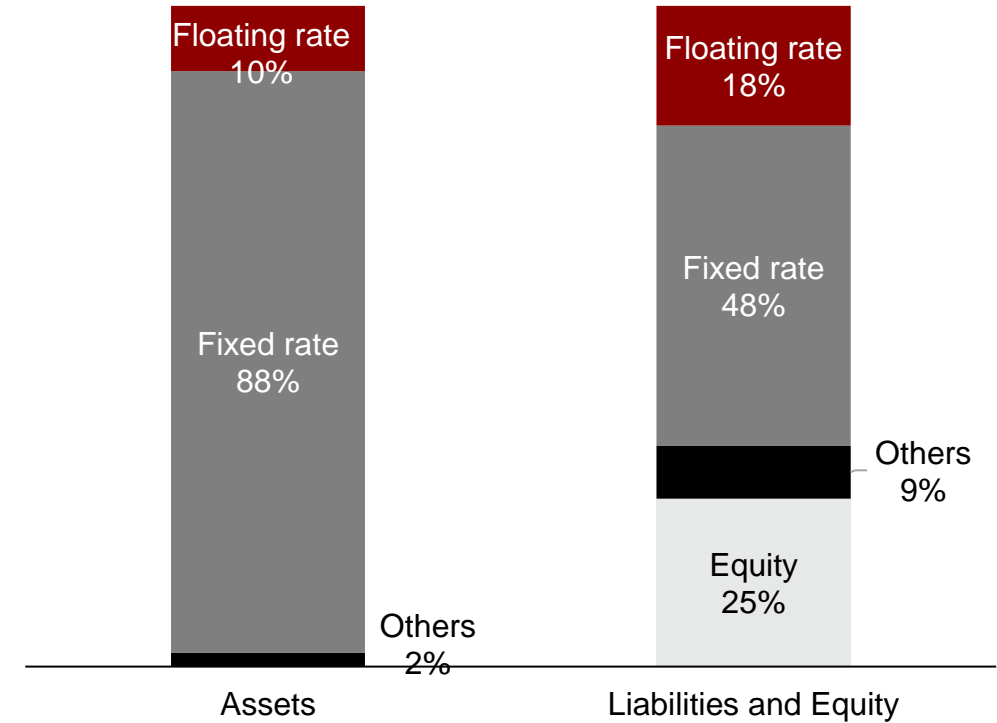 Floating rate
10%
Fixed rate
88%
Others
2%
Floating rate
18%
Fixed rate
48%
Others
9%
Equity
25%
Assets
Liabilities and Equity